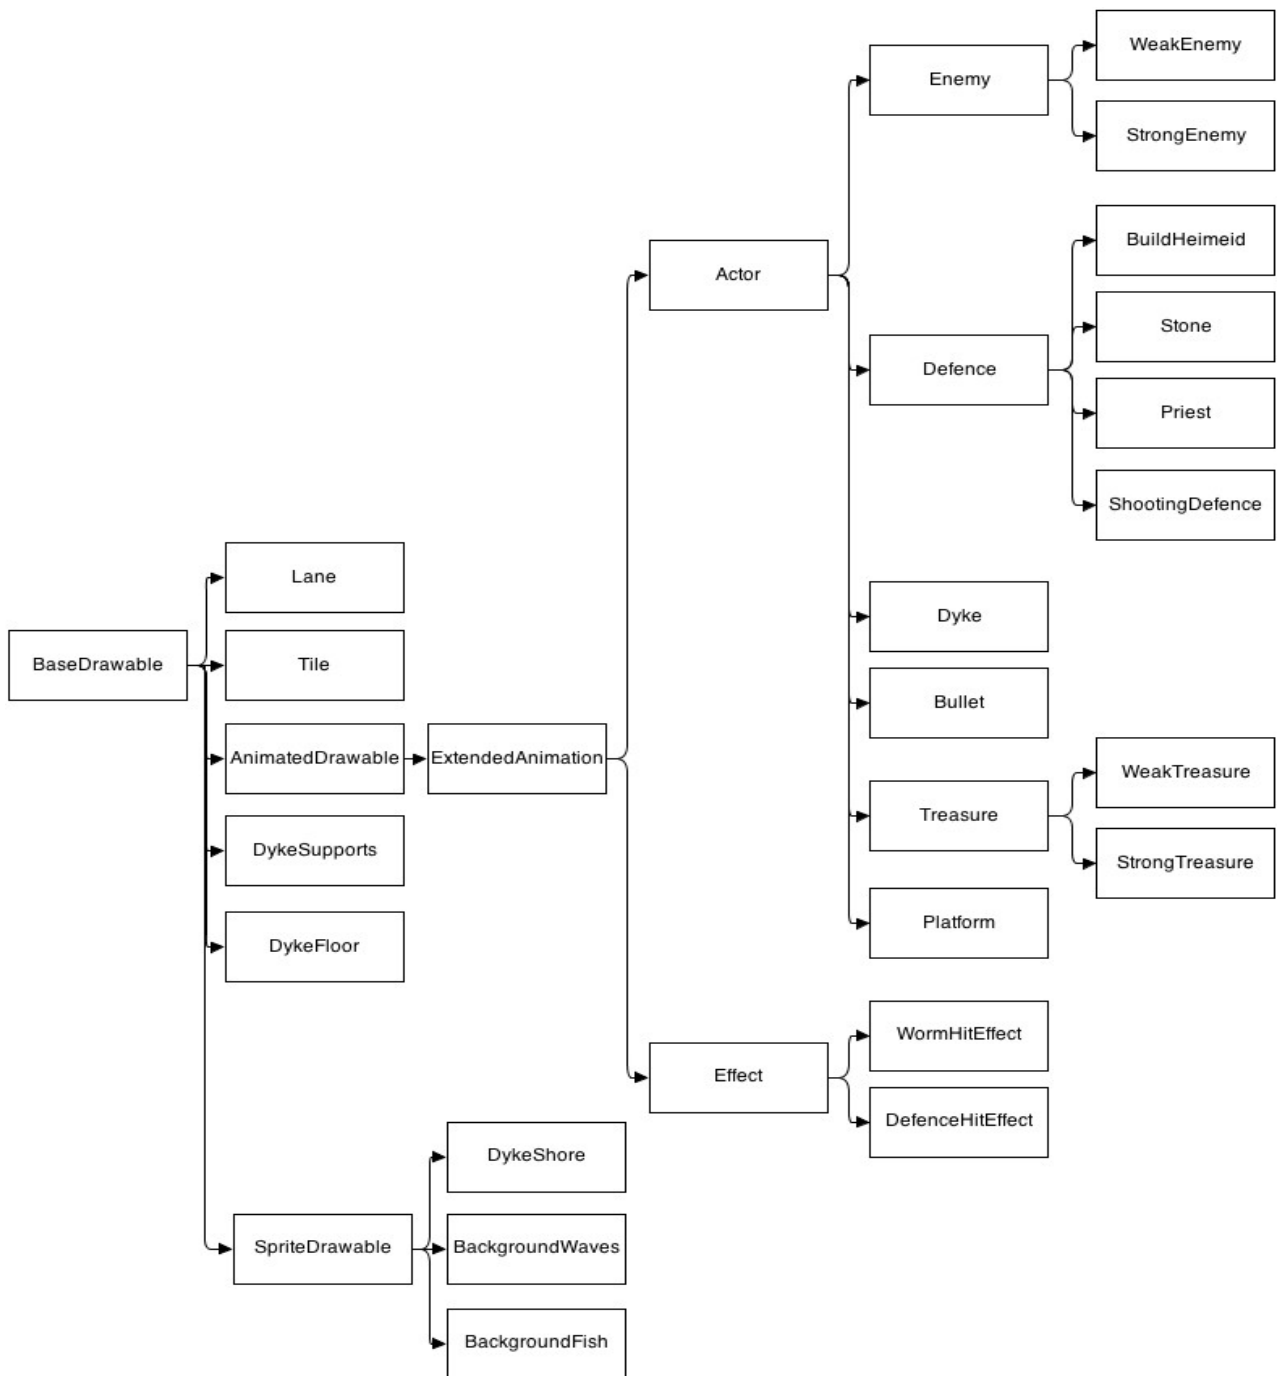 WeakEnemy
Enemy
StrongEnemy
BuildHeimeid
Actor
Stone
Defence
Priest
ShootingDefence
Lane
Dyke
BaseDrawable
Tile
Bullet
AnimatedDrawable
ExtendedAnimation
WeakTreasure
Treasure
DykeSupports
StrongTreasure
DykeFloor
Platform
WormHitEffect
Effect
DefenceHitEffect
DykeShore
SpriteDrawable
BackgroundWaves
BackgroundFish